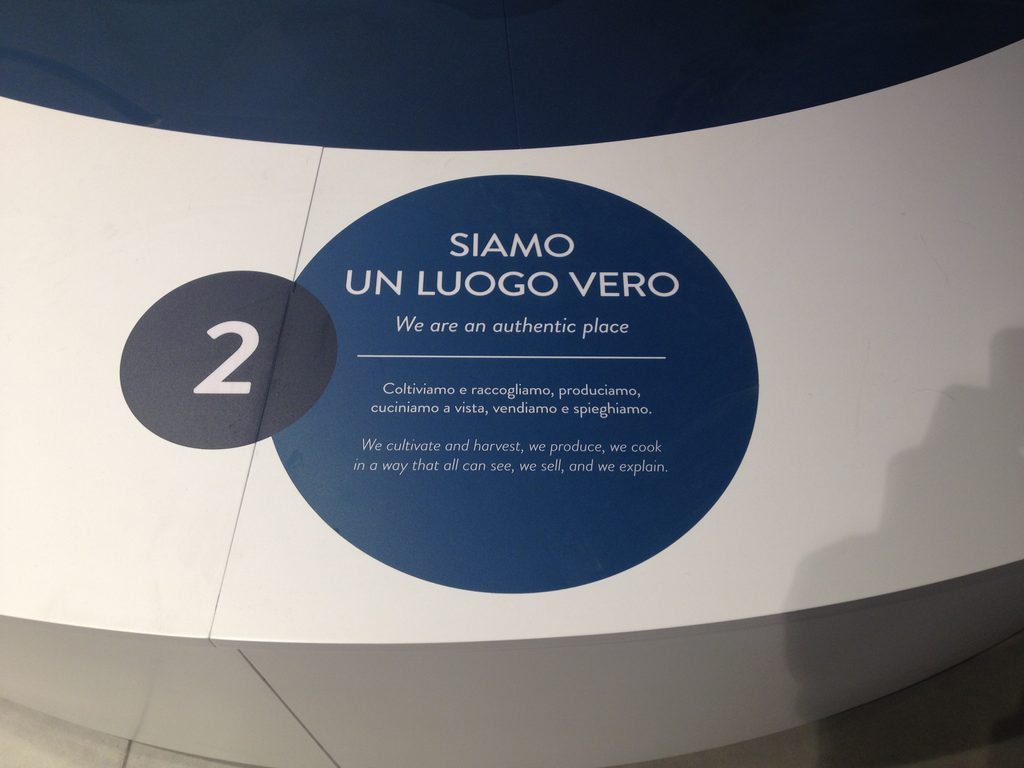 2
SIAMO
UN LUOGO VERO
We are an authentic place
Coltiviamo e raccogliamo, produciamo,
cuciniamo a vista, vendiamo e spieghiamo.
We cultivate and harvest, we produce, we cook
in a way that all can see, we sell, and we explain.